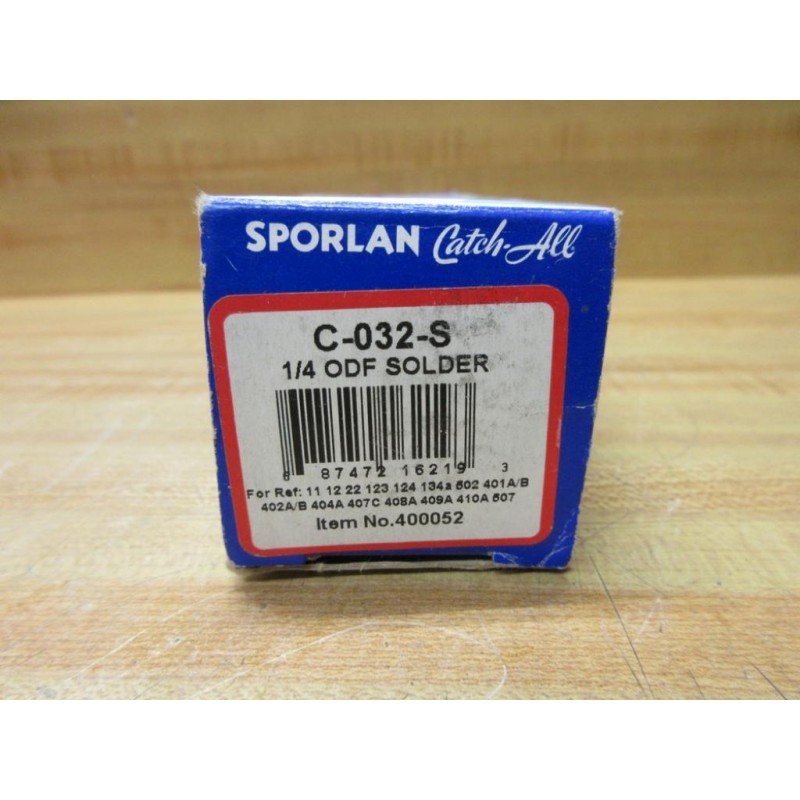 SPORLAN Catch-All
C-032-S
1/4 ODF SOLDER
8 87472 16219 3
For Ref: 11 12 22 123 124 134a 502 401A/B
402A/B 404A 407C 408A 409A 410A 507
Item No.400052